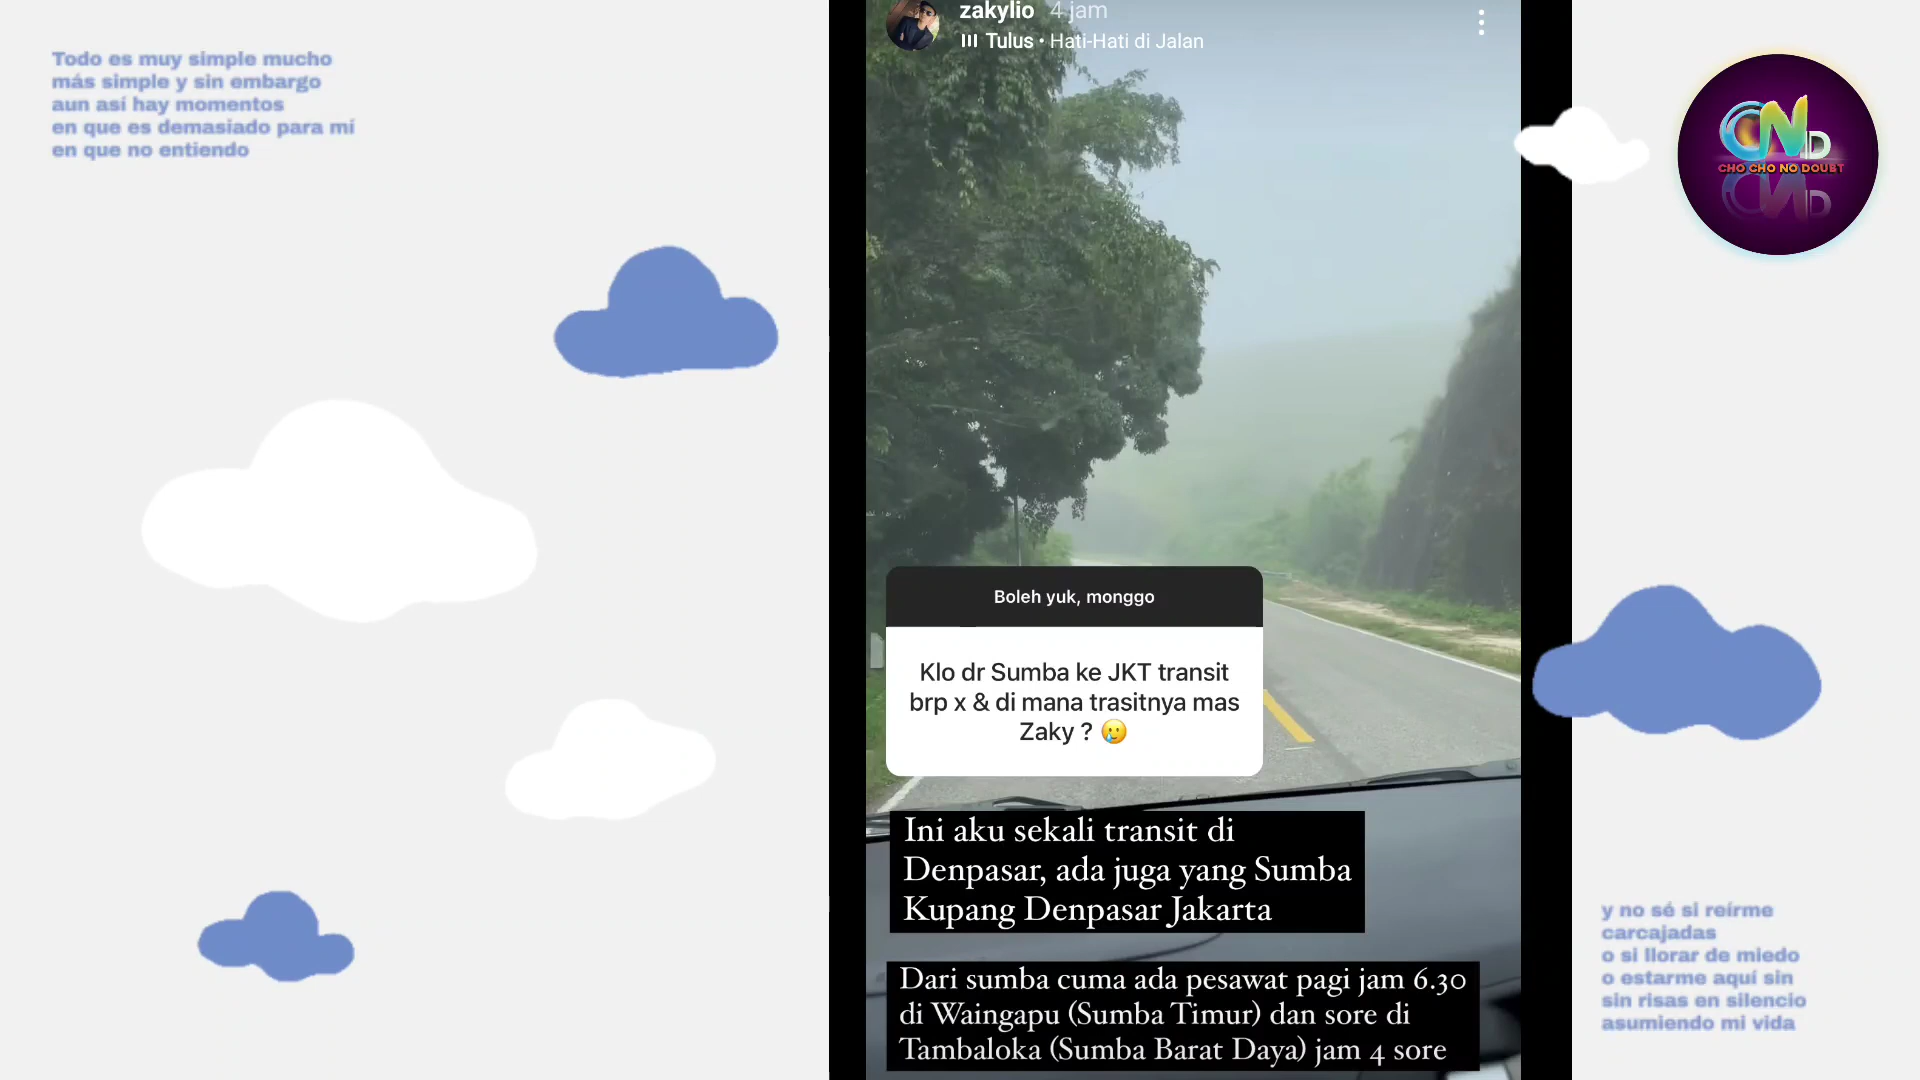 Todo es muy simple mucho
más simple y sin embargo
aun así hay momentos
en que es demasiado para mí
en que no entiendo
zakylio 4 jam
Tulus • Hati-Hati di Jalan
CND
CHO CHO NO DOUBT
Boleh yuk, monggo
Klo dr Sumba ke JKT transit
brp x & di mana trasitnya mas
Zaky ? 🥲
Ini aku sekali transit di
Denpasar, ada juga yang Sumba
Kupang Denpasar Jakarta
Dari sumba cuma ada pesawat pagi jam 6.30
di Waingapu (Sumba Timur) dan sore di
Tambaloka (Sumba Barat Daya) jam 4 sore
y no sé si reírme
carcajadas
o si llorar de miedo
o estarme aquí sin
sin risas en silencio
asumiendo mi vida